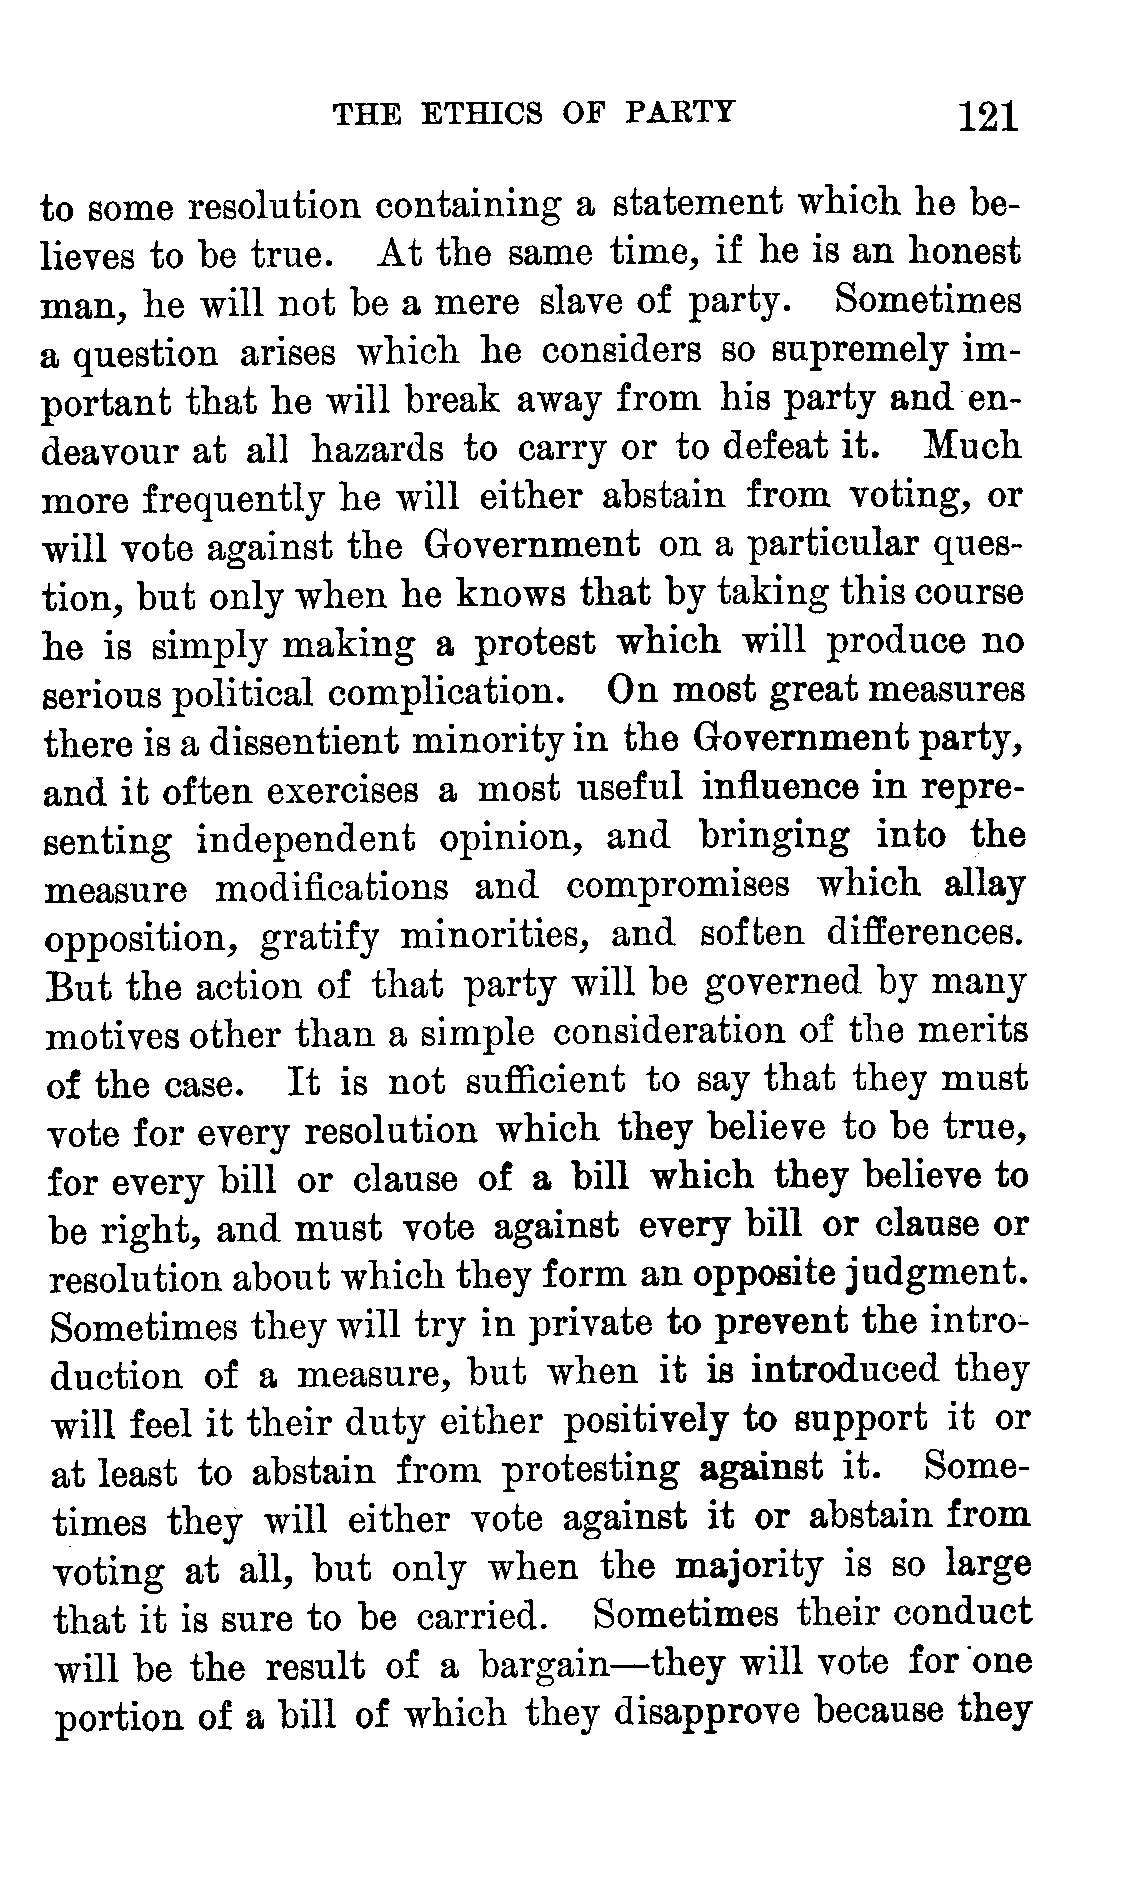 THE ETHICS OF PARTY 121
to some resolution containing a statement which he be-
lieves to be true. At the same time, if he is an honest
man, he will not be a mere slave of party. Sometimes
a question arises which he considers so supremely im-
portant that he will break away from his party and en-
deavour at all hazards to carry or to defeat it. Much
more frequently he will either abstain from voting, or
will vote against the Government on a particular ques-
tion, but only when he knows that by taking this course
he is simply making a protest which will produce no
serious political complication. On most great measures
there is a dissentient minority in the Government party,
and it often exercises a most useful influence in repre-
senting independent opinion, and bringing into the
measure modifications and compromises which allay
opposition, gratify minorities, and soften differences.
But the action of that party will be governed by many
motives other than a simple consideration of the merits
of the case. It is not sufficient to say that they must
vote for every resolution which they believe to be true,
for every bill or clause of a bill which they believe to
be right, and must vote against every bill or clause or
resolution about which they form an opposite judgment.
Sometimes they will try in private to prevent the intro-
duction of a measure, but when it is introduced they
will feel it their duty either positively to support it or
at least to abstain from protesting against it. Some-
times they will either vote against it or abstain from
voting at all, but only when the majority is so large
that it is sure to be carried. Sometimes their conduct
will be the result of a bargain—they will vote for one
portion of a bill of which they disapprove because they